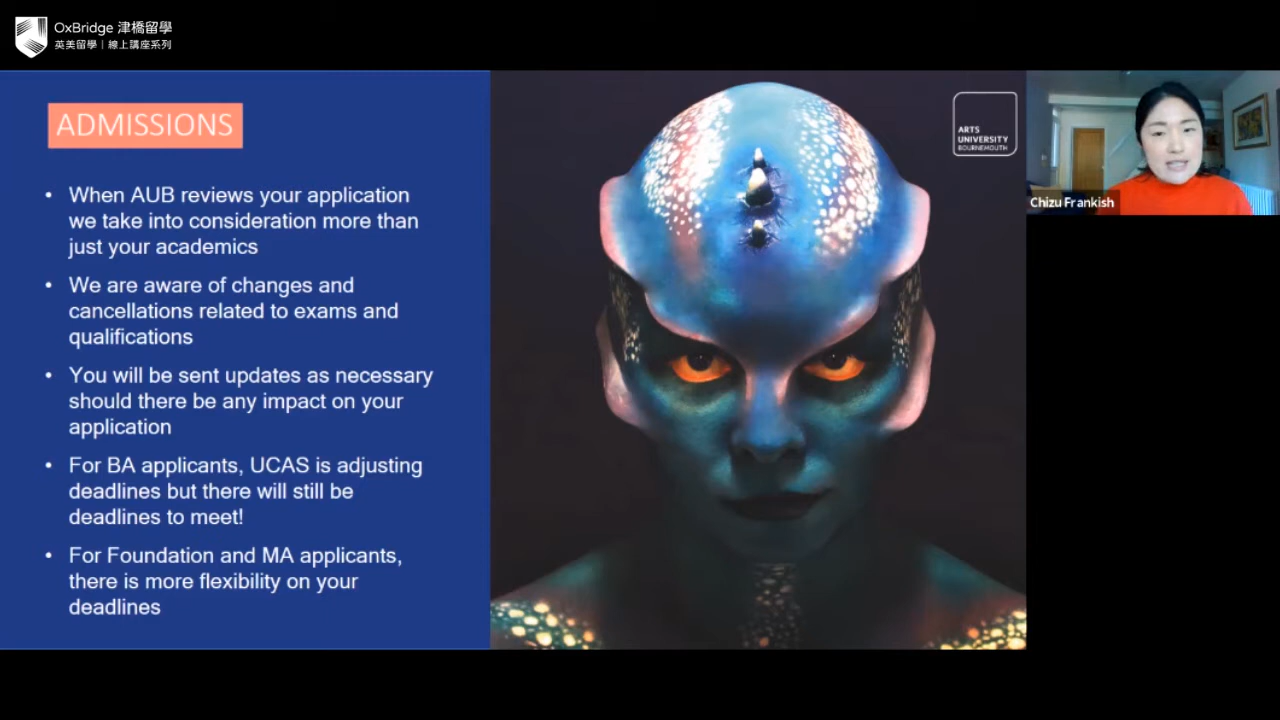 OxBridge 津橋留學
英美留學 | 線上講座系列
ADMISSIONS
• When AUB reviews your application
we take into consideration more than
just your academics
• We are aware of changes and
cancellations related to exams and
qualifications
• You will be sent updates as necessary
should there be any impact on your
application
• For BA applicants, UCAS is adjusting
deadlines but there will still be
deadlines to meet!
• For Foundation and MA applicants,
there is more flexibility on your
deadlines
ARTS
UNIVERSITY
BOURNEMOUTH
Chizu Frankish